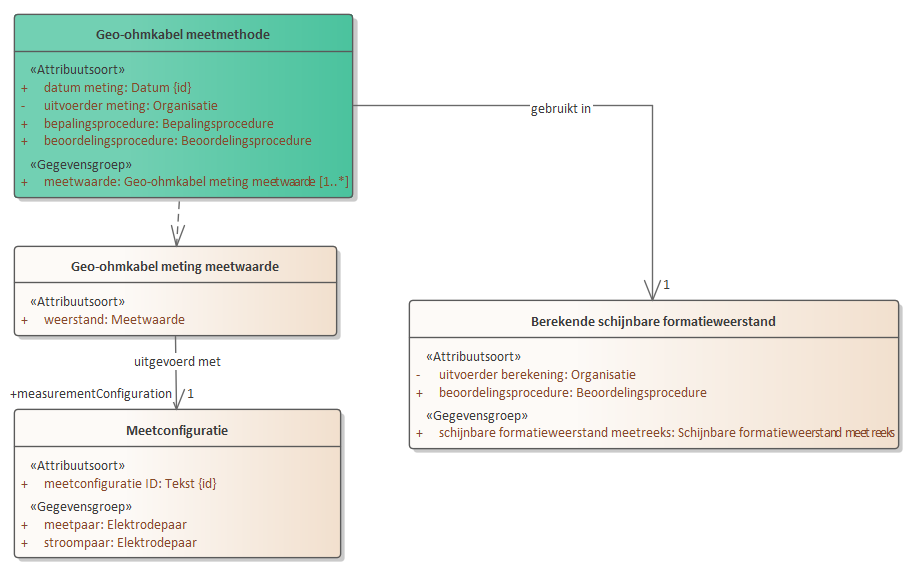 Geo-ohmkabel meetmethode
«Attribuutsoort»
+ datum meting: Datum {id}
- uitvoerder meting: Organisatie
+ bepalingsprocedure: Bepalingsprocedure
+ beoordelingsprocedure: Beoordelingsprocedure
«Gegevensgroep»
+ meetwaarde: Geo-ohmkabel meting meetwaarde [1..*]
gebruikt in
1
Geo-ohmkabel meting meetwaarde
«Attribuutsoort»
+ weerstand: Meetwaarde
uitgevoerd met
+measurementConfiguration
1
Meetconfiguratie
«Attribuutsoort»
+ meetconfiguratie ID: Tekst {id}
«Gegevensgroep»
+ meetpaar: Elektrodepaar
+ stroompaar: Elektrodepaar
Berekende schijnbare formatieweerstand
«Attribuutsoort»
- uitvoerder berekening: Organisatie
+ beoordelingsprocedure: Beoordelingsprocedure
«Gegevensgroep»
+ schijnbare formatieweerstand meetreeks: Schijnbare formatieweerstand meetreeks